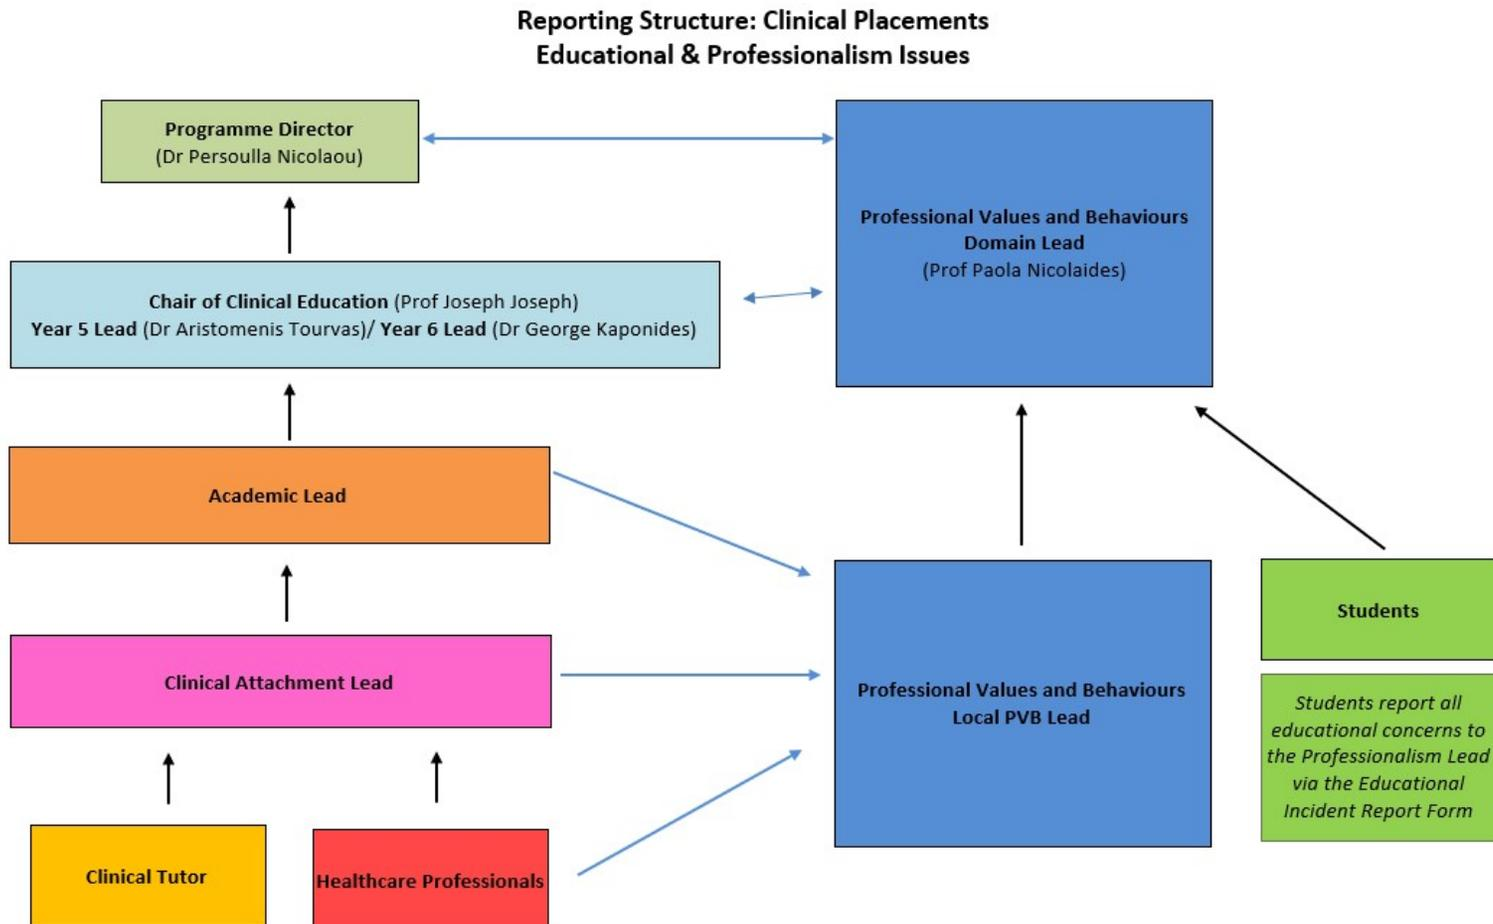 Reporting Structure: Clinical Placements
Educational & Professionalism Issues
Programme Director
(Dr Persoulla Nicolaou)
Professional Values and Behaviours
Domain Lead
(Prof Paola Nicolaides)
Chair of Clinical Education (Prof Joseph Joseph)
Year 5 Lead (Dr Aristomenis Tourvas)/ Year 6 Lead (Dr George Kaponides)
Academic Lead
Clinical Attachment Lead
Professional Values and Behaviours
Local PVB Lead
Students
Students report all
educational concerns to
the Professionalism Lead
via the Educational
Incident Report Form
Clinical Tutor
Healthcare Professionals